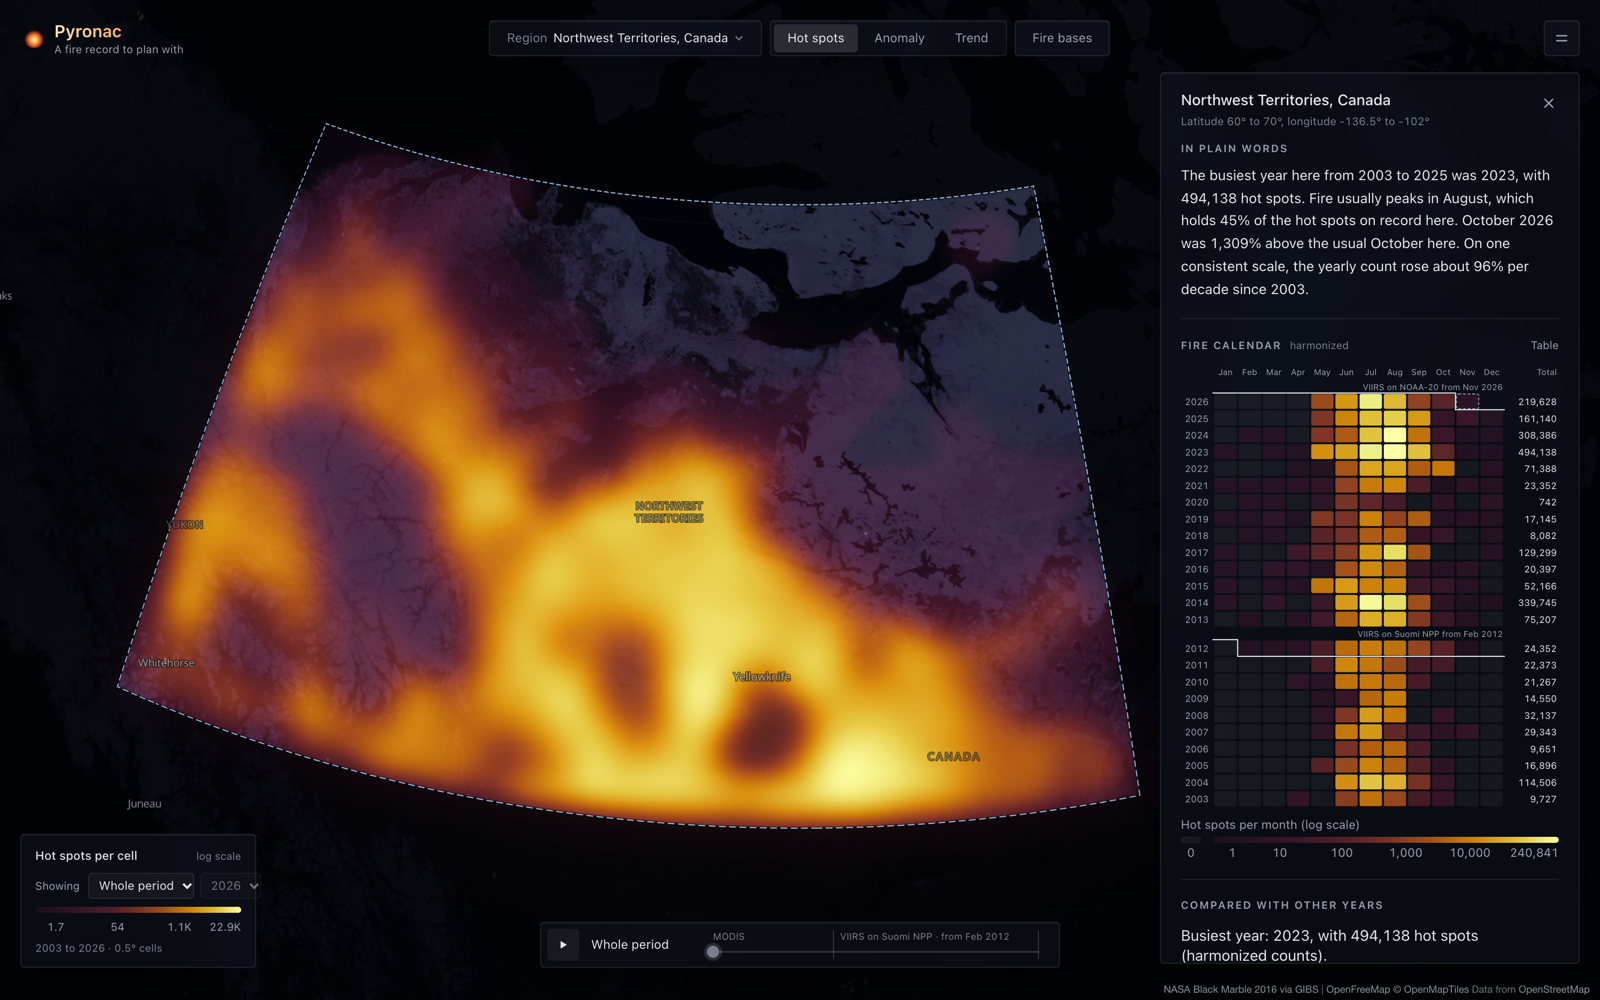 Pyronac
A fire record to plan with
Region Northwest Territories, Canada
Hot spots
Anomaly
Trend
Fire bases
Northwest Territories, Canada
Latitude 60° to 70°, longitude -136.5° to -102°
IN PLAIN WORDS
The busiest year here from 2003 to 2025 was 2023, with
494,138 hot spots. Fire usually peaks in August, which
holds 45% of the hot spots on record here. October 2026
was 1,309% above the usual October here. On one
consistent scale, the yearly count rose about 96% per
decade since 2003.
FIRE CALENDAR harmonized Table
Jan Feb Mar Apr May Jun Jul Aug Sep Oct Nov Dec Total
VIIRS on NOAA-20 from Nov 2026
2026 219,628
2025 161,140
2024 308,386
2023 494,138
2022 71,388
2021 23,352
2020 742
2019 17,145
2018 8,082
2017 129,299
2016 20,397
2015 52,166
2014 339,745
2013 75,207
VIIRS on Suomi NPP from Feb 2012
2012 24,352
2011 22,373
2010 21,267
2009 14,550
2008 32,137
2007 29,343
2006 9,651
2005 16,896
2004 114,506
2003 9,727
Hot spots per month (log scale)
0 1 10 100 1,000 10,000 240,841
COMPARED WITH OTHER YEARS
Busiest year: 2023, with 494,138 hot spots
(harmonized counts).
aks
YUKON
NORTHWEST
TERRITORIES
Whitehorse
Yellowknife
CANADA
Juneau
Hot spots per cell log scale
Showing Whole period 2026
1.7 54 1.1K 22.9K
2003 to 2026 · 0.5° cells
Whole period
MODIS
VIIRS on Suomi NPP · from Feb 2012
NASA Black Marble 2016 via GIBS | OpenFreeMap © OpenMapTiles Data from OpenStreetMap